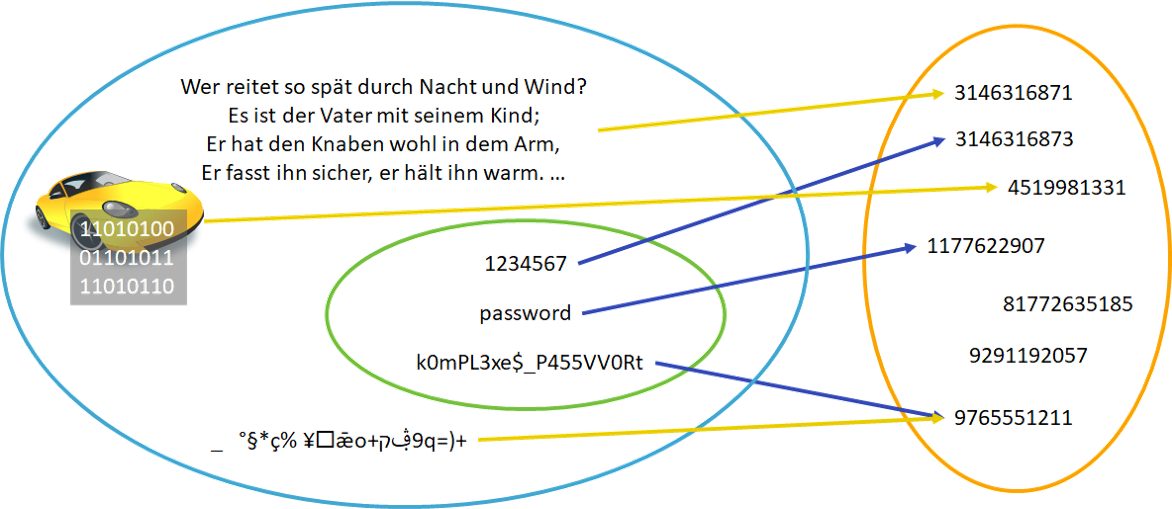 Wer reitet so spät durch Nacht und Wind?
Es ist der Vater mit seinem Kind;
Er hat den Knaben wohl in dem Arm,
Er fasst ihn sicher, er hält ihn warm. ...
11010100
01101011
11010110
1234567
password
k0mPL3xe$_P455VV0Rt
3146316871
3146316873
4519981331
1177622907
81772635185
9291192057
9765551211